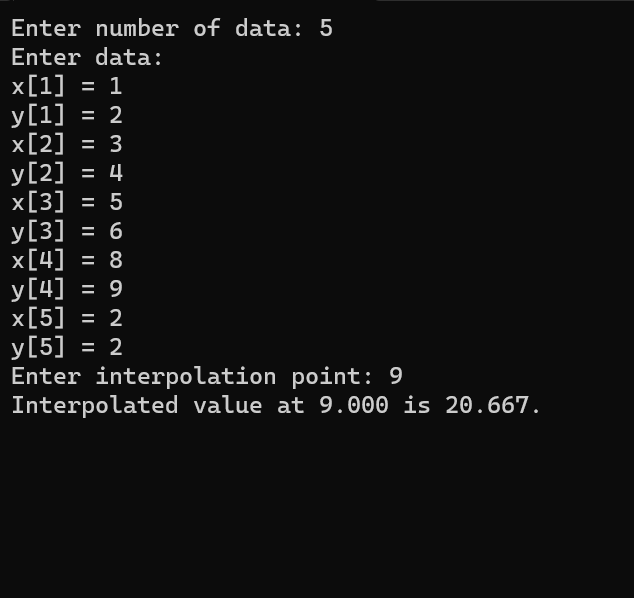 Enter number of data: 5
Enter data:
x[1] = 1
y[1] = 2
x[2] = 3
y[2] = 4
x[3] = 5
y[3] = 6
x[4] = 8
y[4] = 9
x[5] = 2
y[5] = 2
Enter interpolation point: 9
Interpolated value at 9.000 is 20.667.